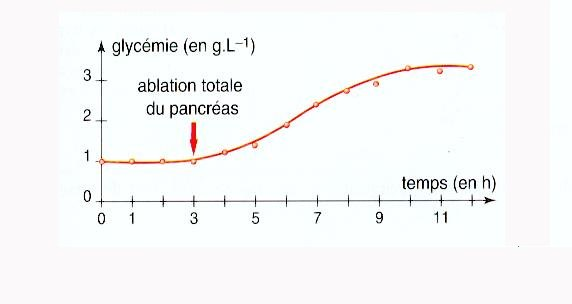 glycémie (en g.L–1)
3
ablation totale
du pancréas
2
1
temps (en h)
0
0 1 3 5 7 9 11